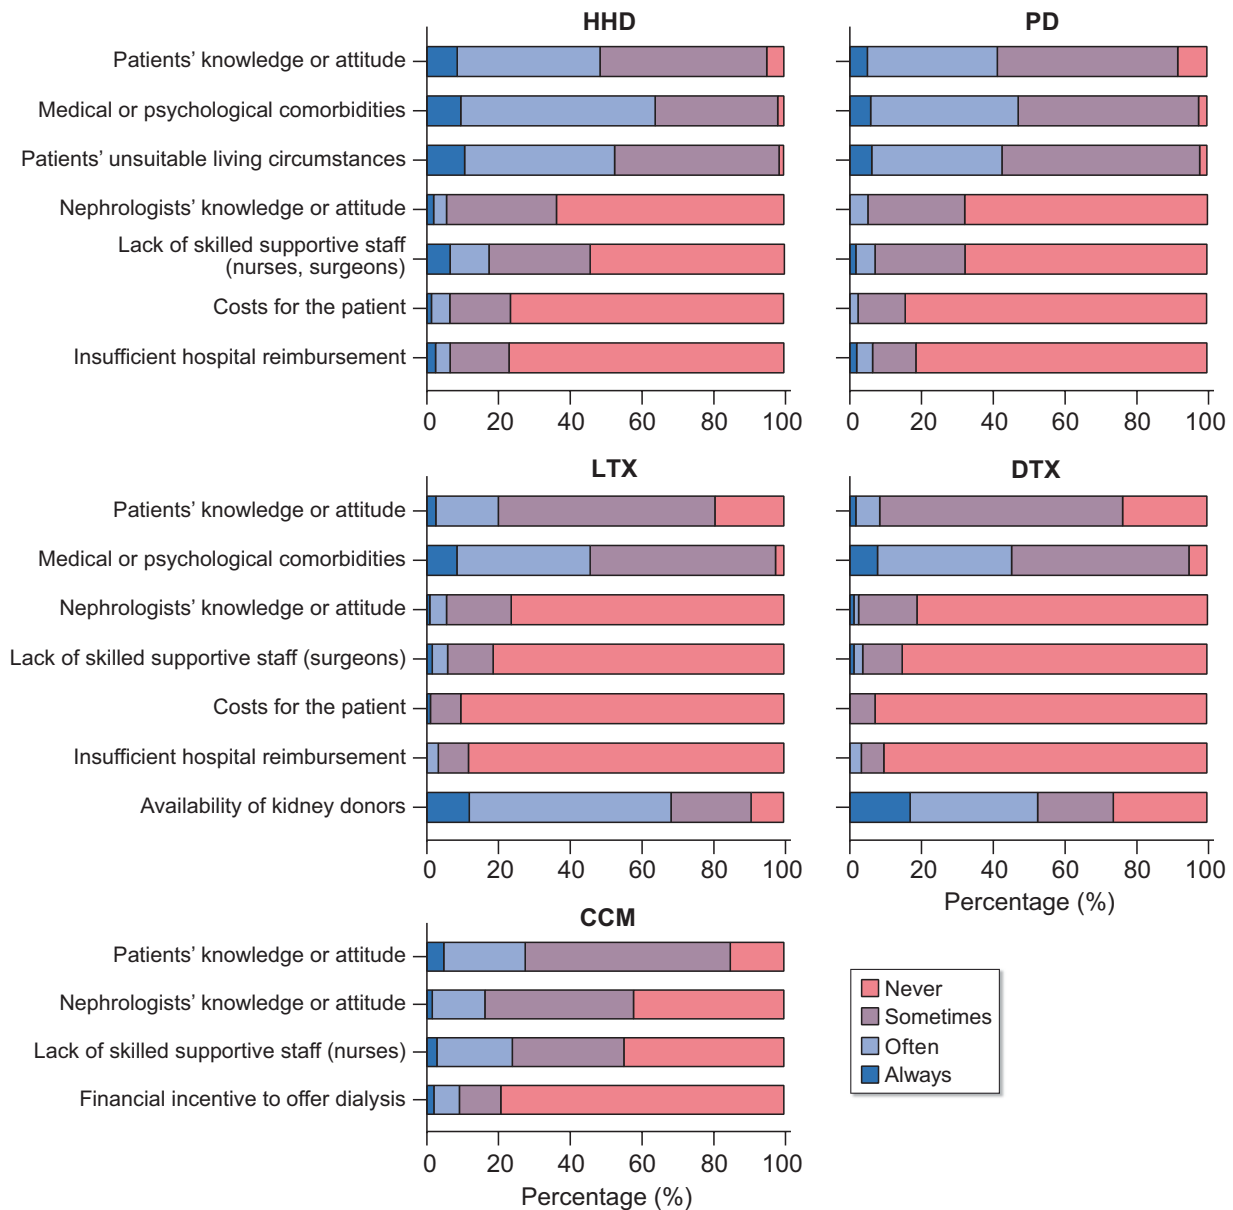 HHD
PD
Patients’ knowledge or attitude
Medical or psychological comorbidities
Patients’ unsuitable living circumstances
Nephrologists’ knowledge or attitude
Lack of skilled supportive staff
(nurses, surgeons)
Costs for the patient
Insufficient hospital reimbursement
0 20 40 60 80 100
0 20 40 60 80 100
LTX
DTX
Patients’ knowledge or attitude
Medical or psychological comorbidities
Nephrologists’ knowledge or attitude
Lack of skilled supportive staff (surgeons)
Costs for the patient
Insufficient hospital reimbursement
Availability of kidney donors
0 20 40 60 80 100
0 20 40 60 80 100
Percentage (%)
CCM
Patients’ knowledge or attitude
Nephrologists’ knowledge or attitude
Lack of skilled supportive staff (nurses)
Financial incentive to offer dialysis
0 20 40 60 80 100
Percentage (%)
Never
Sometimes
Often
Always